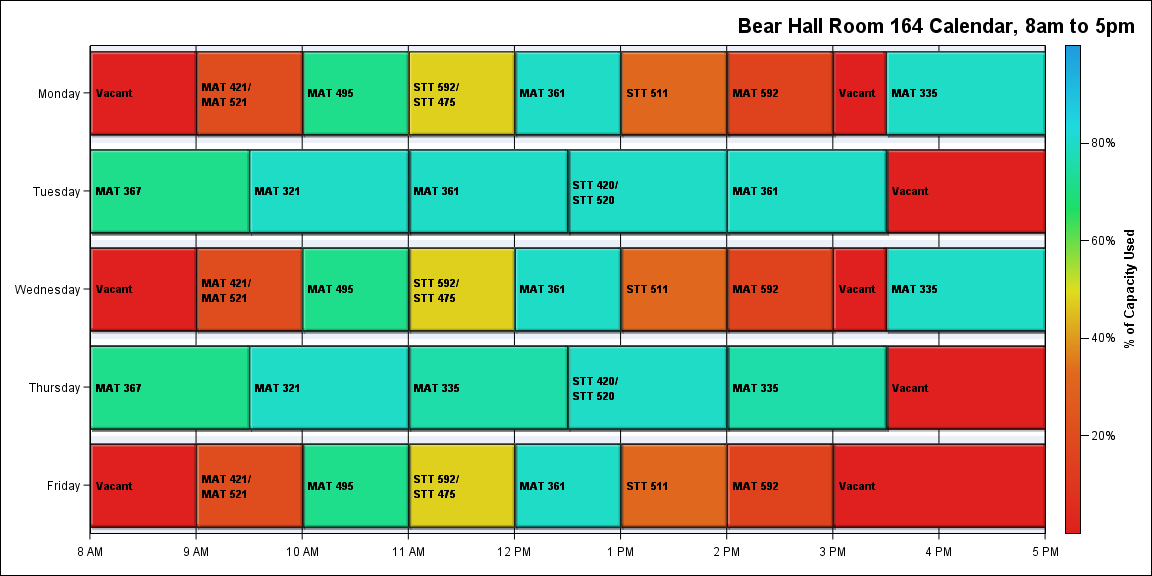 Bear Hall Room 164 Calendar, 8am to 5pm
Monday
Vacant
MAT 421/
MAT 521
MAT 495
STT 592/
STT 475
MAT 361
STT 511
MAT 592
Vacant
MAT 335
Tuesday
MAT 367
MAT 321
MAT 361
STT 420/
STT 520
MAT 361
Vacant
Wednesday
Vacant
MAT 421/
MAT 521
MAT 495
STT 592/
STT 475
MAT 361
STT 511
MAT 592
Vacant
MAT 335
Thursday
MAT 367
MAT 321
MAT 335
STT 420/
STT 520
MAT 335
Vacant
Friday
Vacant
MAT 421/
MAT 521
MAT 495
STT 592/
STT 475
MAT 361
STT 511
MAT 592
Vacant
8 AM 9 AM 10 AM 11 AM 12 PM 1 PM 2 PM 3 PM 4 PM 5 PM
80%
60%
40%
20%
% of Capacity Used